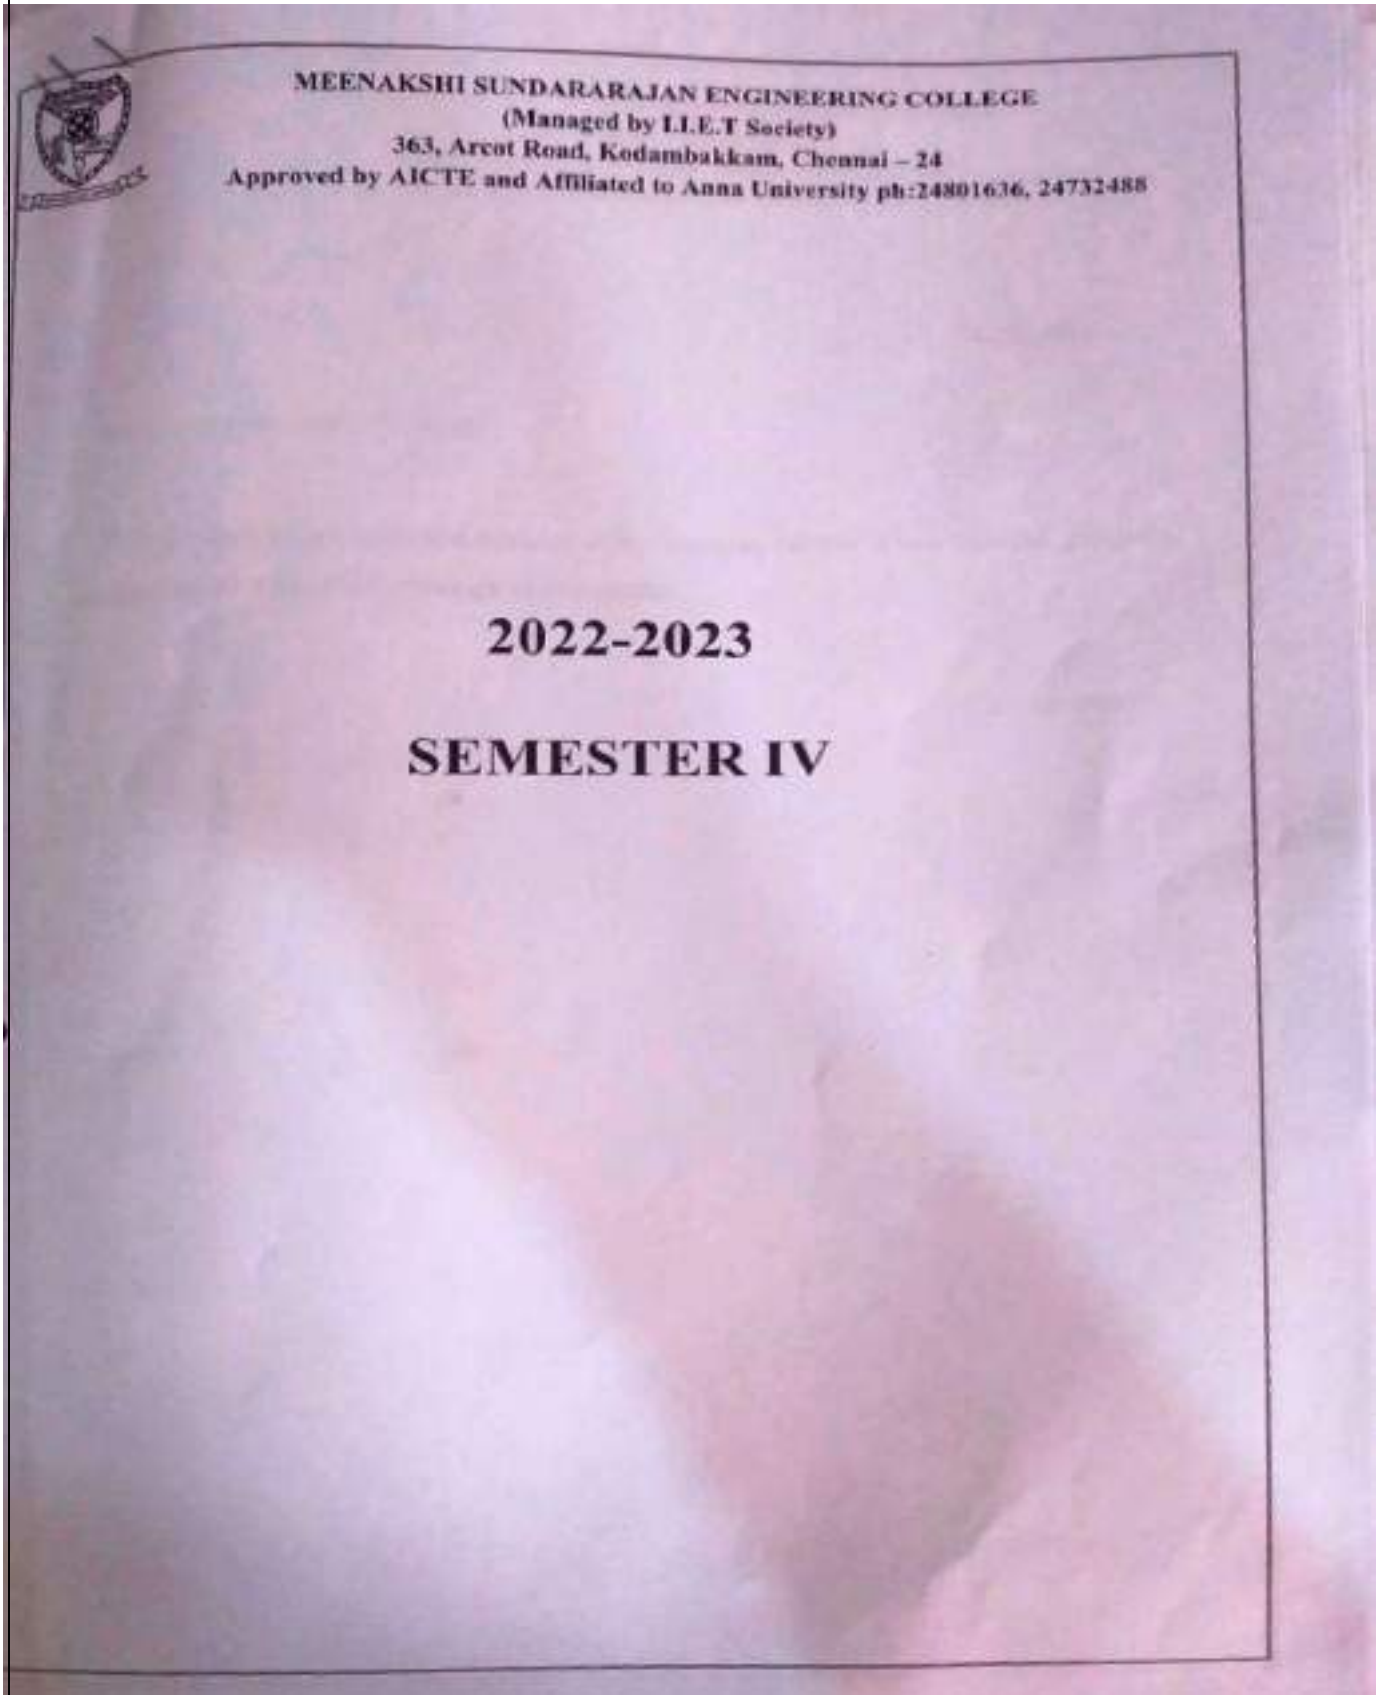 MEENAKSHI SUNDARARAJAN ENGINEERING COLLEGE
(Managed by I.I.E.T Society)
363, Arcot Road, Kodambakkam, Chennai – 24
Approved by AICTE and Affiliated to Anna University ph:24801636, 24732488
2022-2023
SEMESTER IV